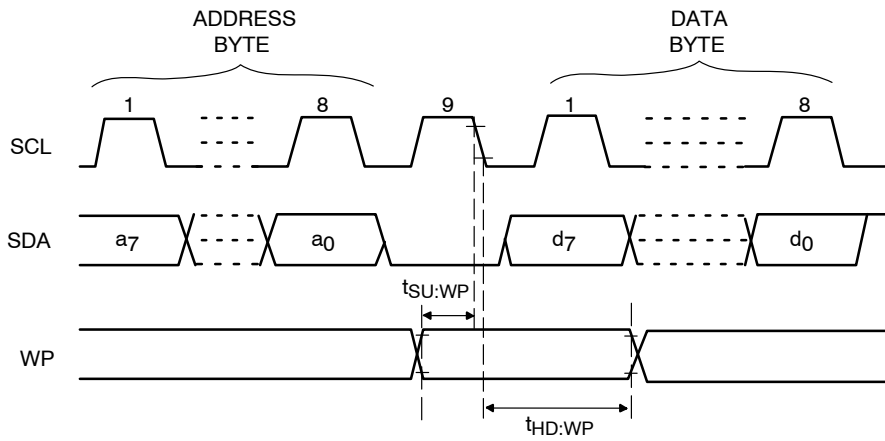 ADDRESS
BYTE
DATA
BYTE
1 8 9 1 8
SCL
SDA a7 a0 d7 d0
tSU:WP
WP
tHD:WP